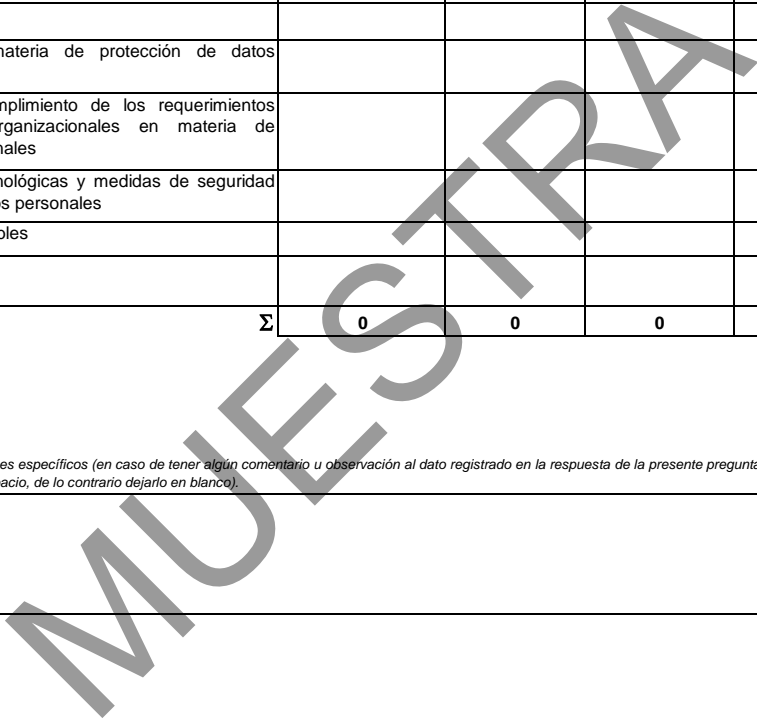 materia de protección de datos
mplimiento de los requerimientos
rganizacionales en materia de
nales
nológicas y medidas de seguridad
os personales
oles
Σ 0 0 0
es específicos (en caso de tener algún comentario u observación al dato registrado en la respuesta de la presente pregunta
acio, de lo contrario dejarlo en blanco).
MUESTRA